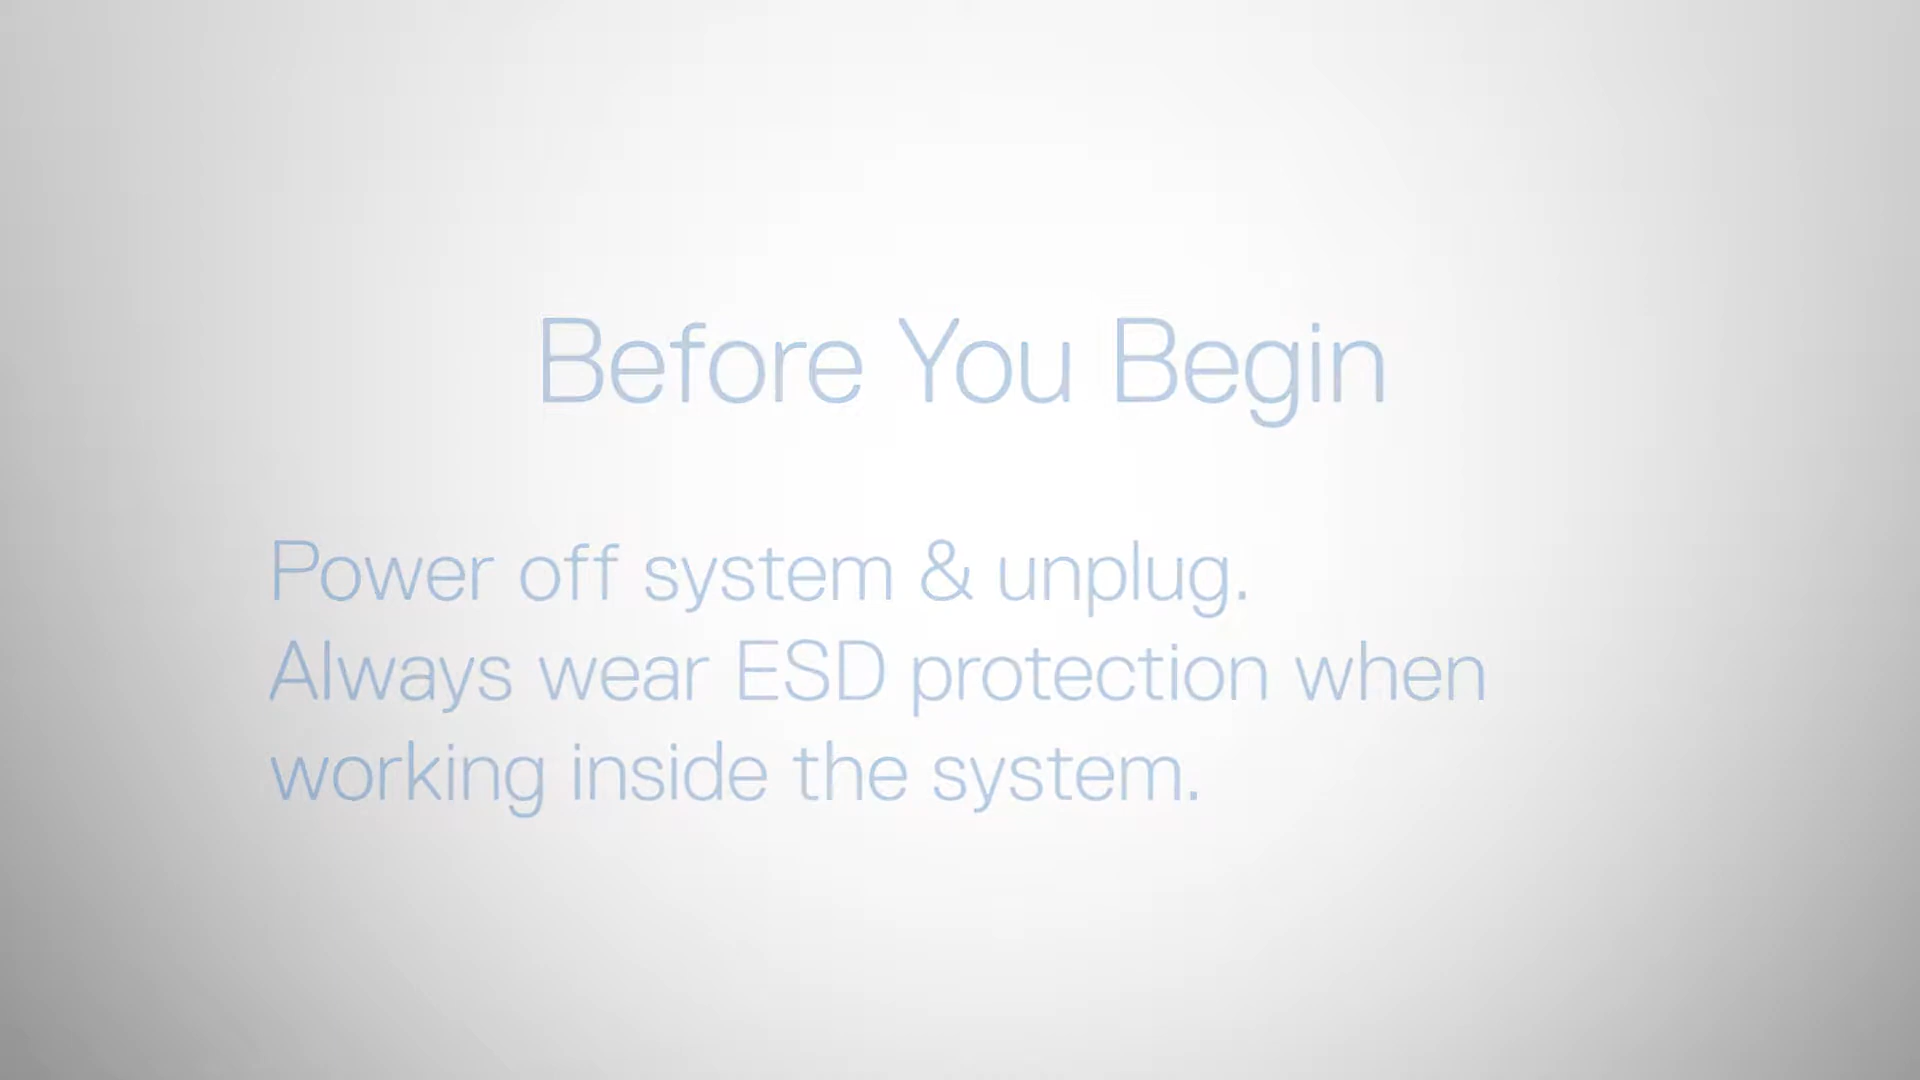 Before You Begin
Power off system & unplug.
Always wear ESD protection when
working inside the system.